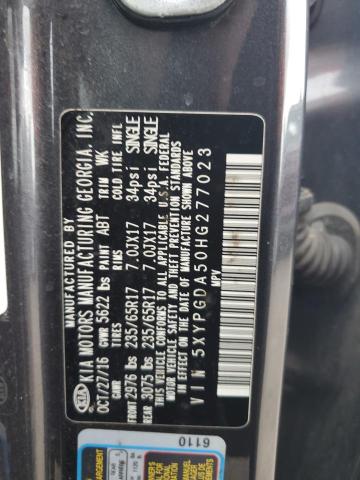 MANUFACTURED BY
KIA MOTORS MANUFACTURING GEORGIA, INC.
OCT/27/16 GVWR 5622 lbs PAINT ABT TRIM WK
GAWR TIRES RIMS COLD TIRE INFL
FRONT 2976 lbs 235/65R17 7.0JX17 34psi SINGLE
REAR 3075 lbs 235/65R17 7.0JX17 34psi SINGLE
THIS VEHICLE CONFORMS TO ALL APPLICABLE U.S.A. FEDERAL
MOTOR VEHICLE SAFETY AND THEFT PREVENTION STANDARDS
IN EFFECT ON THE DATE OF MANUFACTURE SHOWN ABOVE
VIN 5XYPGDA50HG277023
MPV
KIA
6110